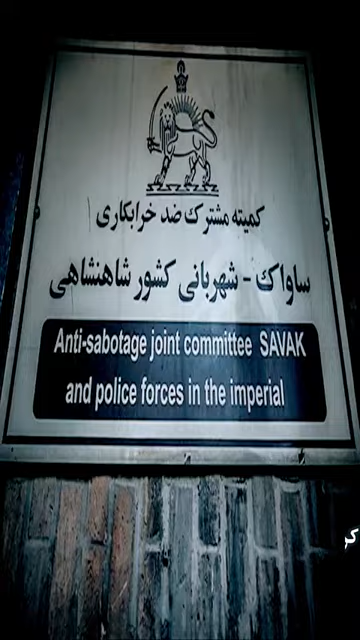 کمیته مشترک ضد خرابکاری
ساواک - شهربانی کشور شاهنشاهی
Anti-sabotage joint committee SAVAK
and police forces in the imperial